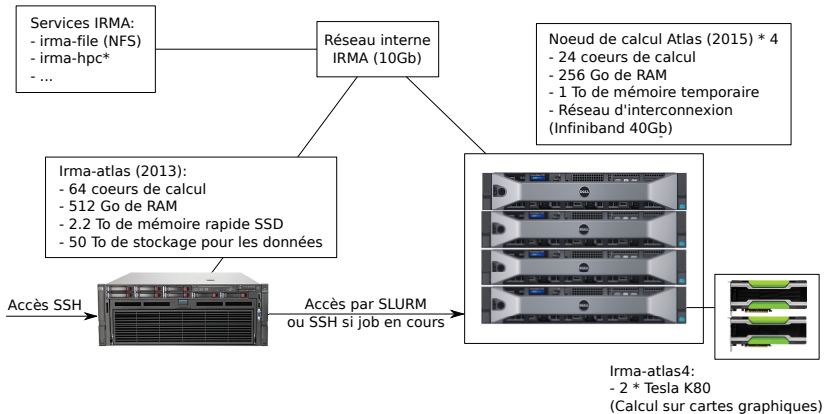 Services IRMA:
- irma-file (NFS)
- irma-hpc*
- ...
Réseau interne
IRMA (10Gb)
Noeud de calcul Atlas (2015) * 4
- 24 coeurs de calcul
- 256 Go de RAM
- 1 To de mémoire temporaire
- Réseau d'interconnexion
(Infiniband 40Gb)
Irma-atlas (2013):
- 64 coeurs de calcul
- 512 Go de RAM
- 2.2 To de mémoire rapide SSD
- 50 To de stockage pour les données
Accès SSH
Accès par SLURM
ou SSH si job en cours
Irma-atlas4:
- 2 * Tesla K80
(Calcul sur cartes graphiques)